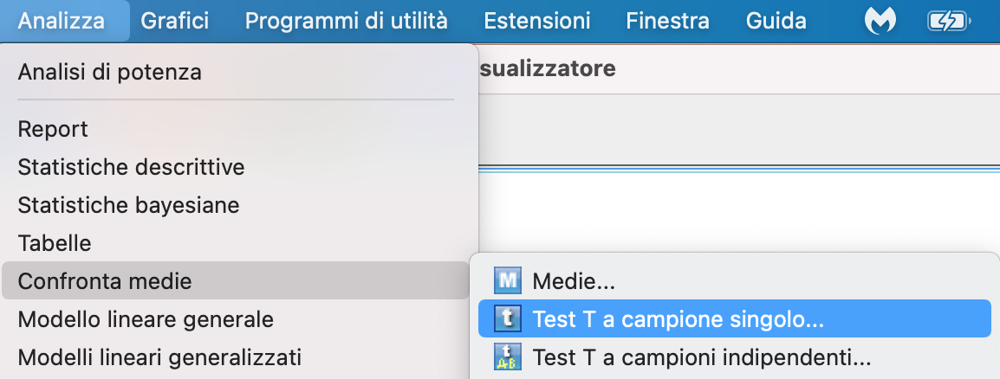 Analizza Grafici Programmi di utilità Estensioni Finestra Guida
Analisi di potenza
sualizzatore
Report
Statistiche descrittive
Statistiche bayesiane
Tabelle
Confronta medie
M Medie...
Modello lineare generale
t Test T a campione singolo...
Modelli lineari generalizzati
t Test T a campioni indipendenti...